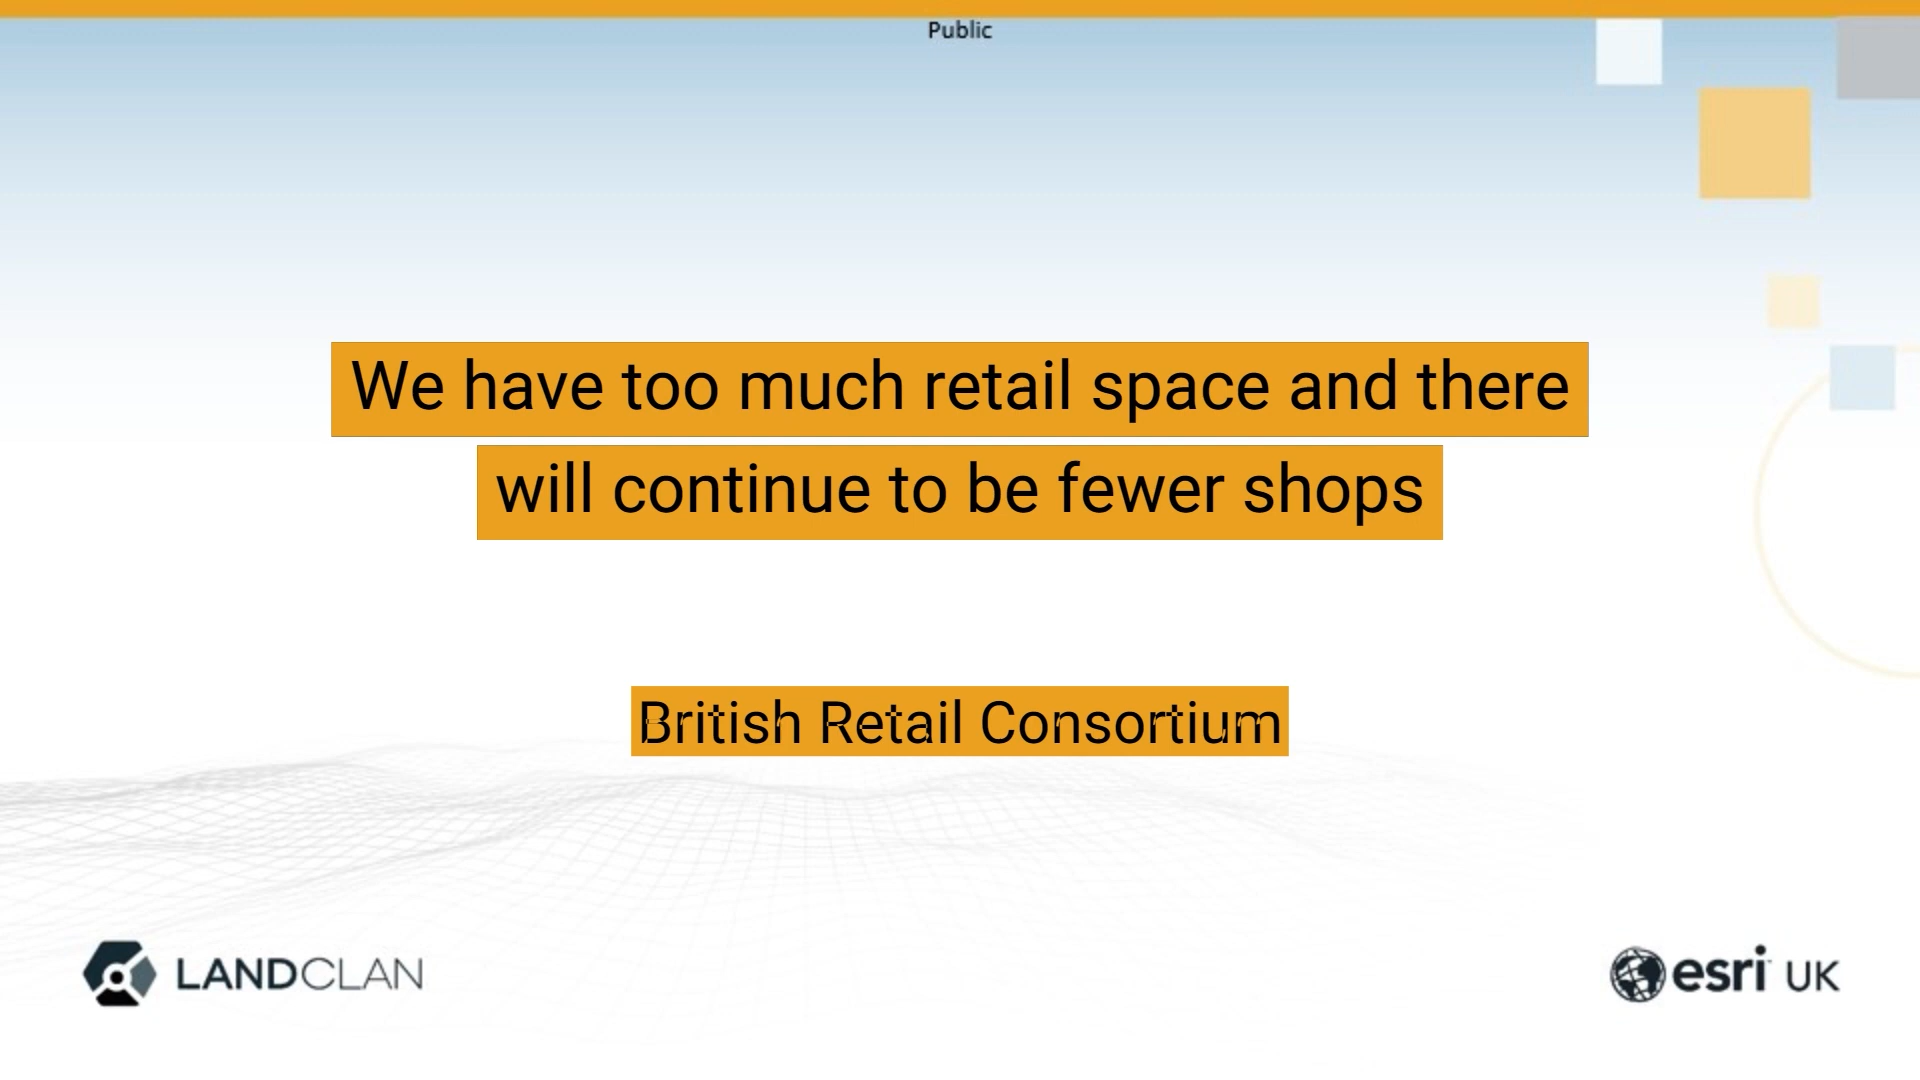 Public
We have too much retail space and there
will continue to be fewer shops
British Retail Consortium
LANDCLAN
esri UK